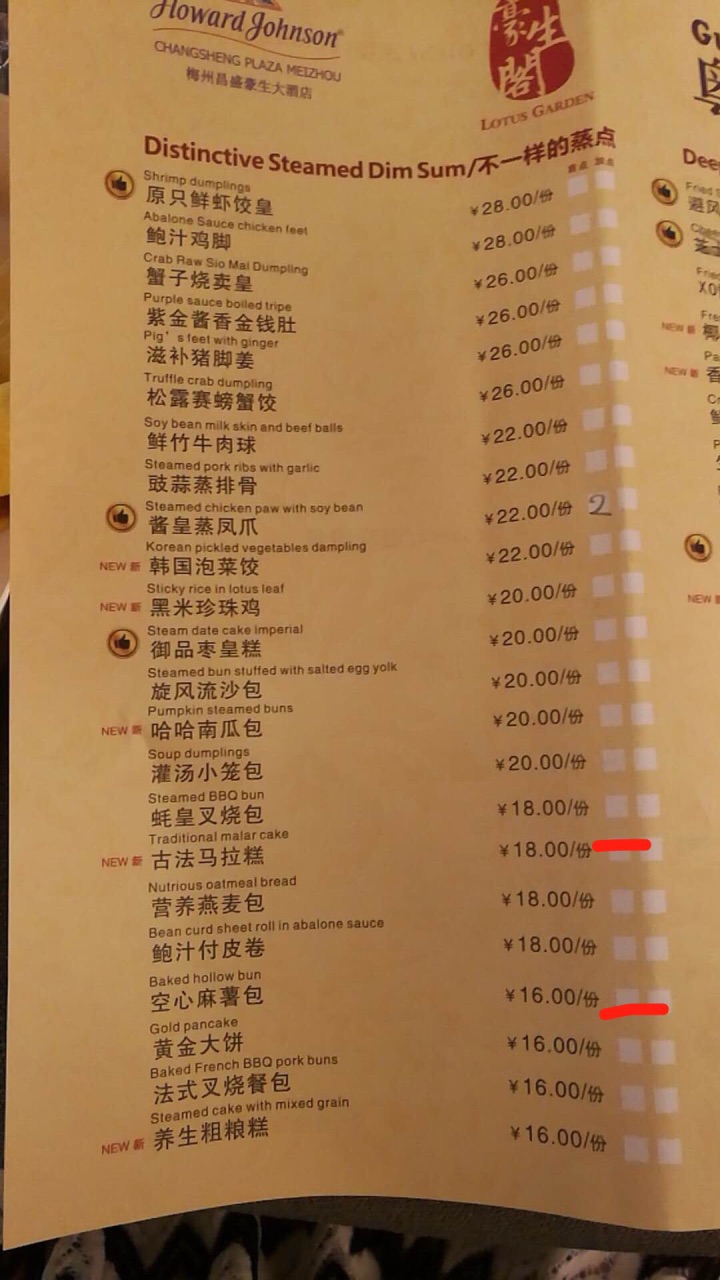 Howard Johnson
CHANGSHENG PLAZA MEIZHOU
梅州昌盛豪生大酒店
豪生閣
LOTUS GARDEN
Distinctive Steamed Dim Sum/不一样的蒸点
Shrimp dumplings
原只鲜虾饺皇 ¥28.00/份
Abalone Sauce chicken feet
鲍汁鸡脚 ¥28.00/份
Crab Raw Sio Mai Dumpling
蟹子烧卖皇 ¥26.00/份
Purple sauce boiled tripe
紫金酱香金钱肚 ¥26.00/份
Pig's feet with ginger
滋补猪脚姜 ¥26.00/份
Truffle crab dumpling
松露赛螃蟹饺 ¥26.00/份
Soy bean milk skin and beef balls
鲜竹牛肉球 ¥22.00/份
Steamed pork ribs with garlic
豉蒜蒸排骨 ¥22.00/份
Steamed chicken paw with soy bean
酱皇蒸凤爪 ¥22.00/份 2
Korean pickled vegetables dampling
NEW 新 韩国泡菜饺 ¥22.00/份
Sticky rice in lotus leaf
NEW 新 黑米珍珠鸡 ¥20.00/份
Steam date cake imperial
御品枣皇糕 ¥20.00/份
Steamed bun stuffed with salted egg yolk
旋风流沙包 ¥20.00/份
Pumpkin steamed buns
NEW 新 哈哈南瓜包 ¥20.00/份
Soup dumplings
灌汤小笼包 ¥20.00/份
Steamed BBQ bun
蚝皇叉烧包 ¥18.00/份
Traditional malar cake
NEW 新 古法马拉糕 ¥18.00/份
Nutrious oatmeal bread
营养燕麦包 ¥18.00/份
Bean curd sheet roll in abalone sauce
鲍汁付皮卷 ¥18.00/份
Baked hollow bun
空心麻薯包 ¥16.00/份
Gold pancake
黄金大饼 ¥16.00/份
Baked French BBQ pork buns
法式叉烧餐包 ¥16.00/份
Steamed cake with mixed grain
NEW 新 养生粗粮糕 ¥16.00/份
避风
NEW 新
NEW 新
NEW 新